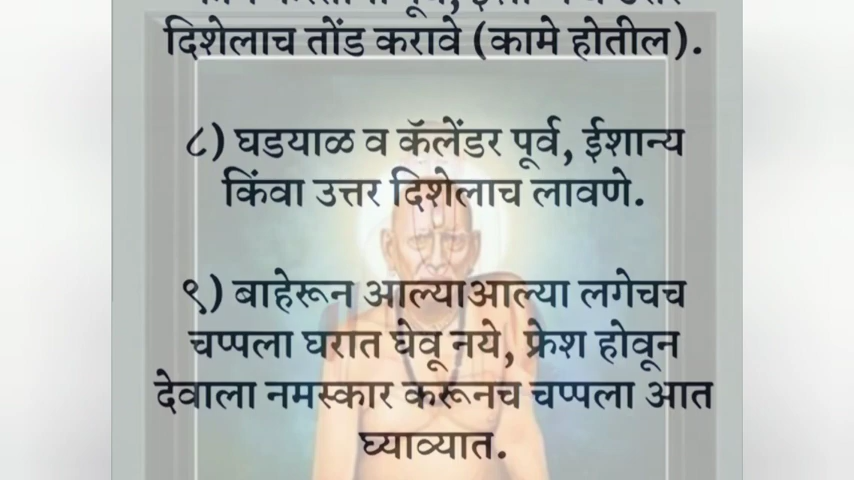 दिशेलाच तोंड करावे (कामे होतील).
८) घडयाळ व कॅलेंडर पूर्व, ईशान्य
किंवा उत्तर दिशेलाच लावणे.
९) बाहेरून आल्याआल्या लगेचच
चप्पला घरात घेवू नये, फ्रेश होवून
देवाला नमस्कार करूनच चप्पला आत
घ्याव्यात.